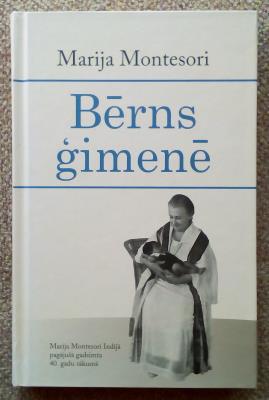 Marija Montesori
Bērns
ģimenē
Marija Montesori Indijā
pagājušā gadsimta
40. gadu sākumā